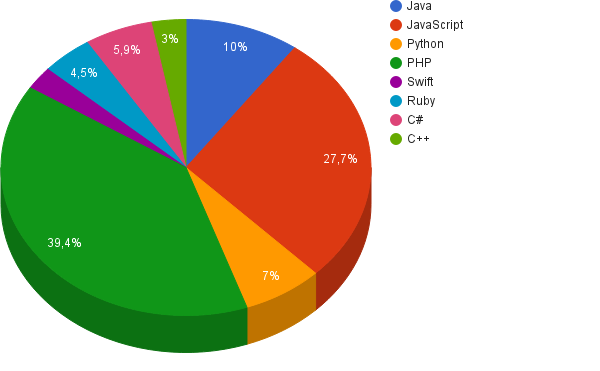 Java
JavaScript
Python
PHP
Swift
Ruby
C#
C++
3%
10%
5,9%
4,5%
27,7%
39,4%
7%